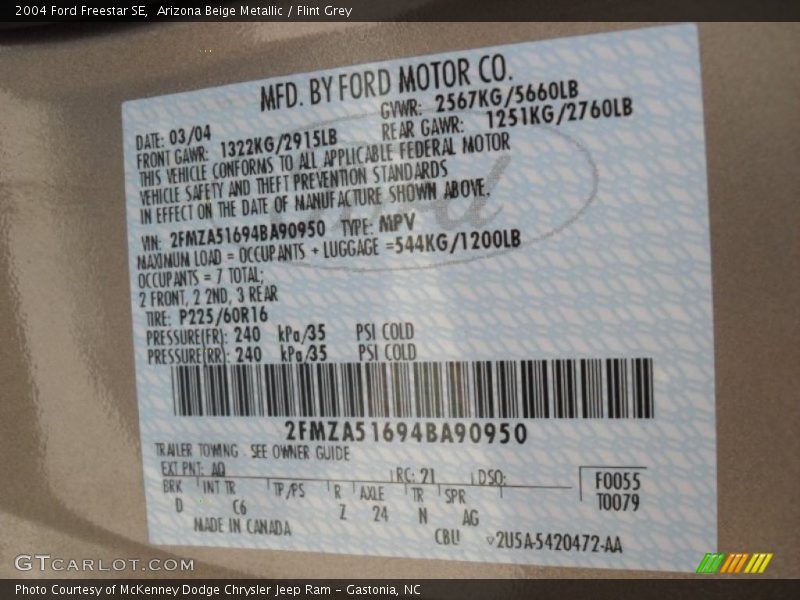 2004 Ford Freestar SE,  Arizona Beige Metallic / Flint Grey
MFD. BY FORD MOTOR CO.
DATE: 03/04 GVWR: 2567KG/5660LB
FRONT GAWR: 1322KG/2915LB REAR GAWR: 1251KG/2760LB
THIS VEHICLE CONFORMS TO ALL APPLICABLE FEDERAL MOTOR
VEHICLE SAFETY AND THEFT PREVENTION STANDARDS
IN EFFECT ON THE DATE OF MANUFACTURE SHOWN ABOVE.
VIN: 2FMZA51694BA90950 TYPE: MPV
MAXIMUM LOAD = OCCUPANTS + LUGGAGE =544KG/1200LB
OCCUPANTS = 7 TOTAL;
2 FRONT, 2 2ND, 3 REAR
TIRE: P225/60R16
PRESSURE(FR): 240 kPa/35 PSI COLD
PRESSURE(RR): 240 kPa/35 PSI COLD
2FMZA51694BA90950
TRAILER TOWING SEE OWNER GUIDE
EXT PNT: AQ RC: 21 DSO: F0055
BRK INT TR TP/PS R AXLE TR SPR T0079
D C6 Z 24 N AG
MADE IN CANADA CBU 2USA-5420472-AA
GTCARLOT.COM
Photo Courtesy of McKenney Dodge Chrysler Jeep Ram - Gastonia, NC